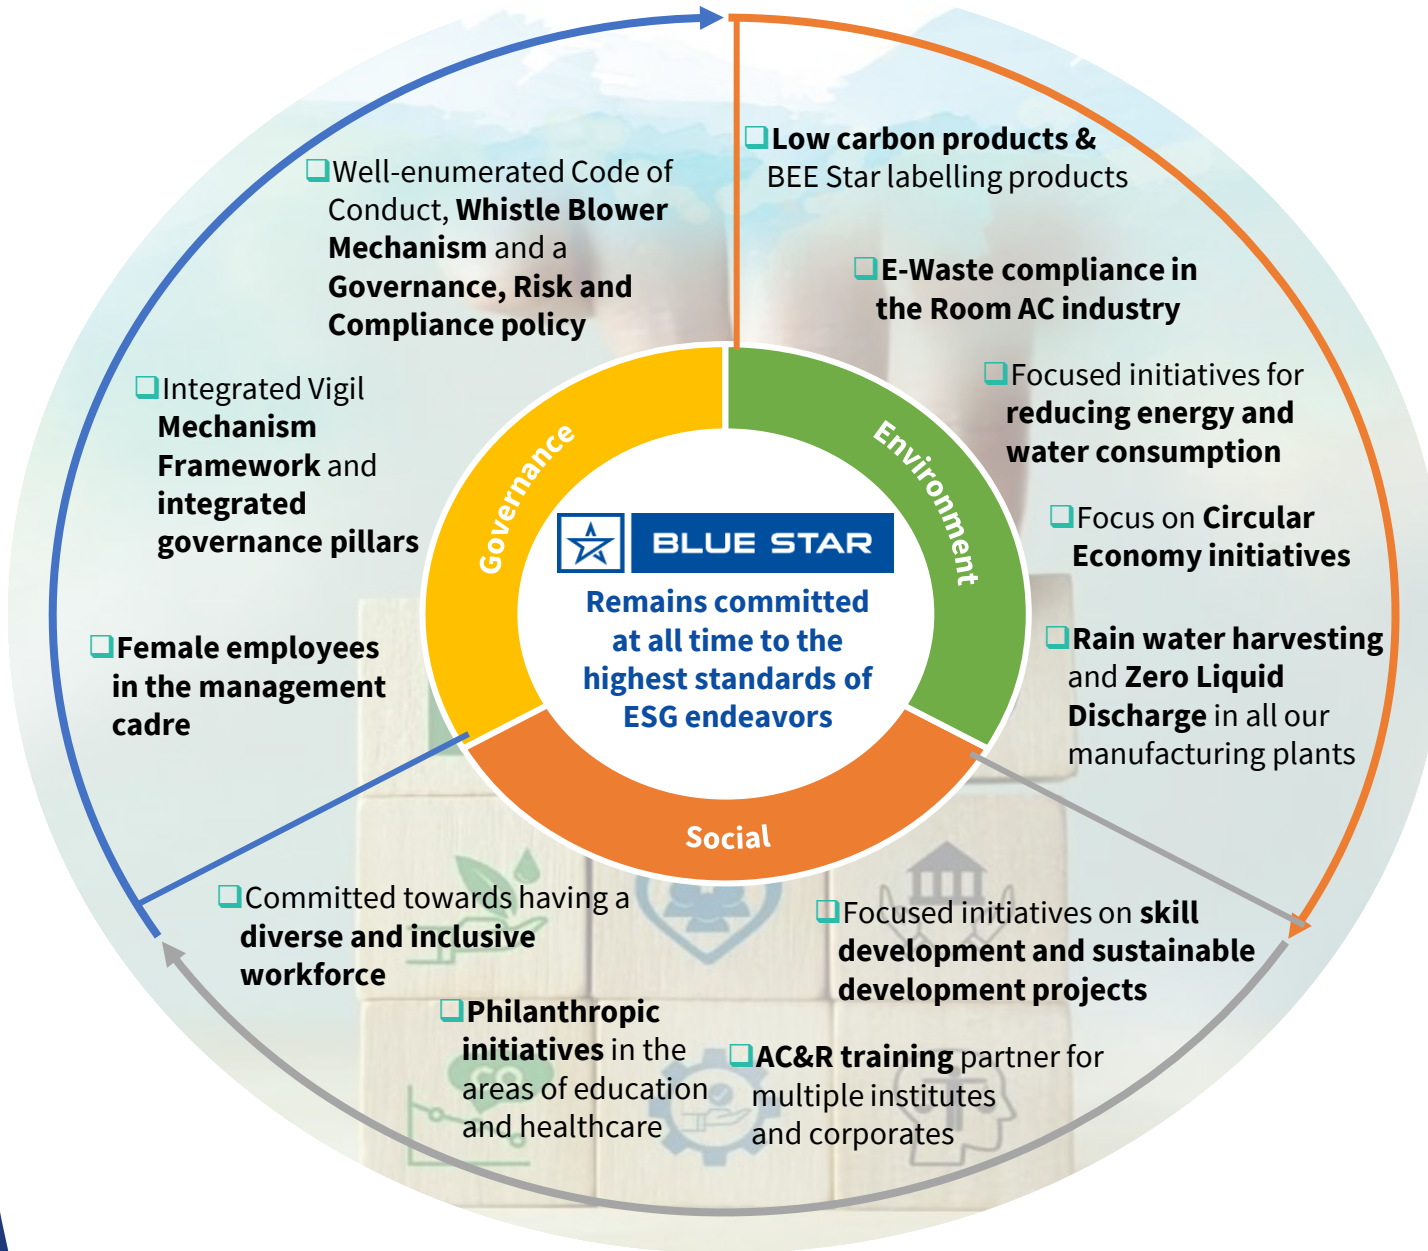 Low carbon products &
BEE Star labelling products
E-Waste compliance in
the Room AC industry
Focused initiatives for
reducing energy and
water consumption
Focus on Circular
Economy initiatives
Rain water harvesting
and Zero Liquid
Discharge in all our
manufacturing plants
Well-enumerated Code of
Conduct, Whistle Blower
Mechanism and a
Governance, Risk and
Compliance policy
Integrated Vigil
Mechanism
Framework and
integrated
governance pillars
Female employees
in the management
cadre
Governance
Environment
Social
BLUE STAR
Remains committed
at all time to the
highest standards of
ESG endeavors
Committed towards having a
diverse and inclusive
workforce
Philanthropic
initiatives in the
areas of education
and healthcare
Focused initiatives on skill
development and sustainable
development projects
AC&R training partner for
multiple institutes
and corporates